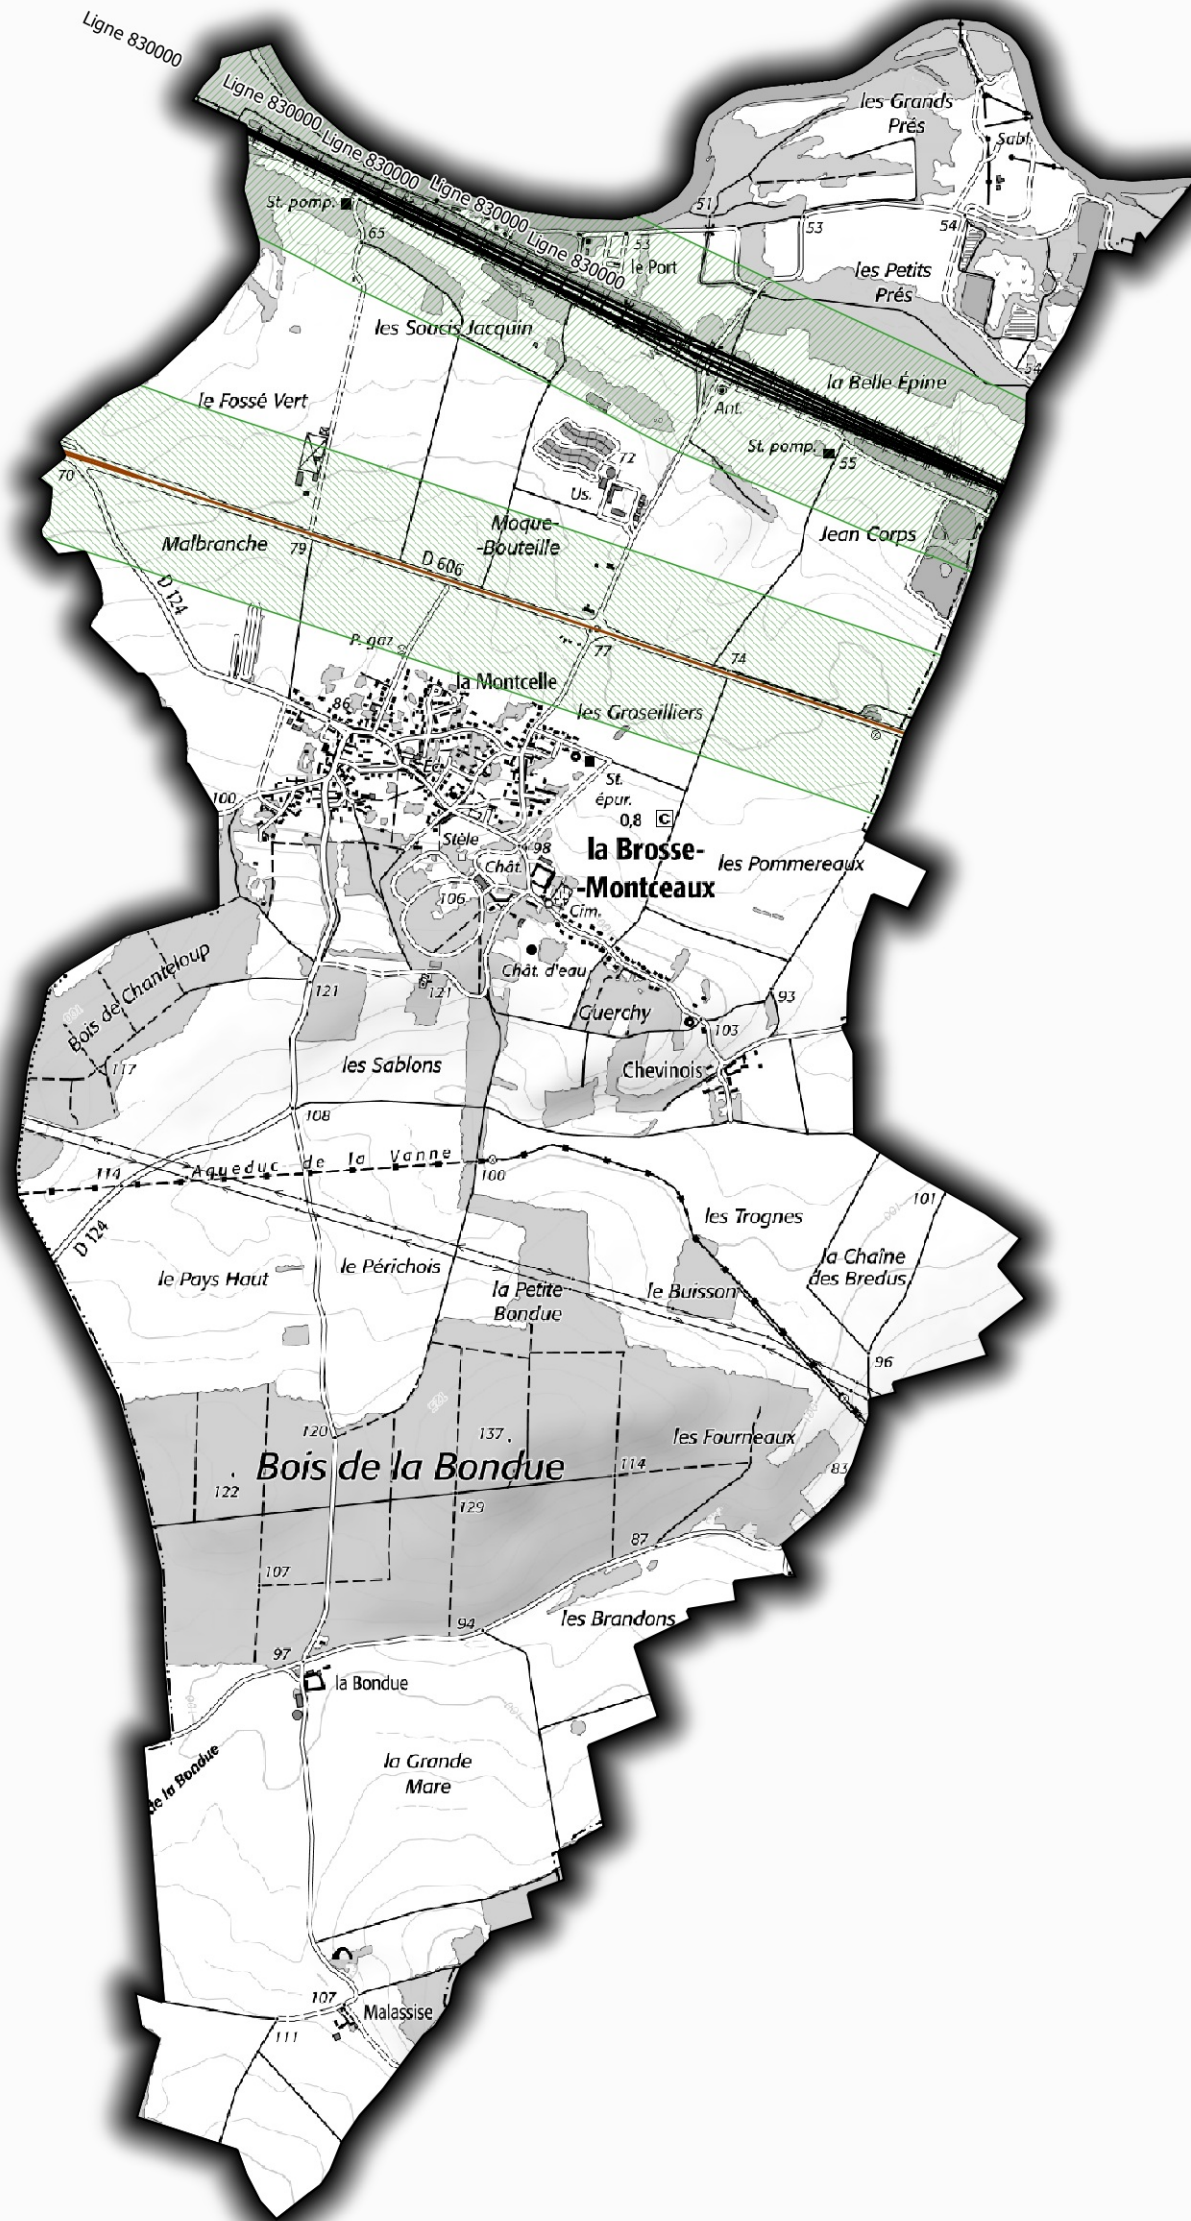 Ligne 830000
Ligne 830000
Ligne 830000
Ligne 830000
Ligne 830000
les Grands
Prés
Sabl.
St. pomp.
65
51
53
54
53
le Port
les Petits
Prés
les Soucis Jacquin
54
la Belle Épine
le Fossé Vert
Ant.
St. pomp.
55
72
Us.
70
Moque-
-Bouteille
Jean Corps
Malbranche
79
D 606
D 124
P. gaz
77
74
la Montcelle
86
les Groseilliers
Éc.
100
St.
épur.
0,8
C
Stèle
98
la Brosse-
-Montceaux
les Pommereaux
Chât.
106
Cim.
Bois de Chanteloup
Chât. d'eau
121
121
93
Guerchy
103
117
les Sablons
Chevinois
108
Aqueduc de la Vanne
114
100
101
D 124
les Trognes
la Chaîne
des Bredus
le Pays Haut
le Périchois
la Petite
Bondue
le Buisson
96
120
137
les Fourneaux
Bois de la Bondue
114
83
122
129
87
107
94
les Brandons
97
la Bondue
100
de la Bondue
la Grande
Mare
107
Malassise
111